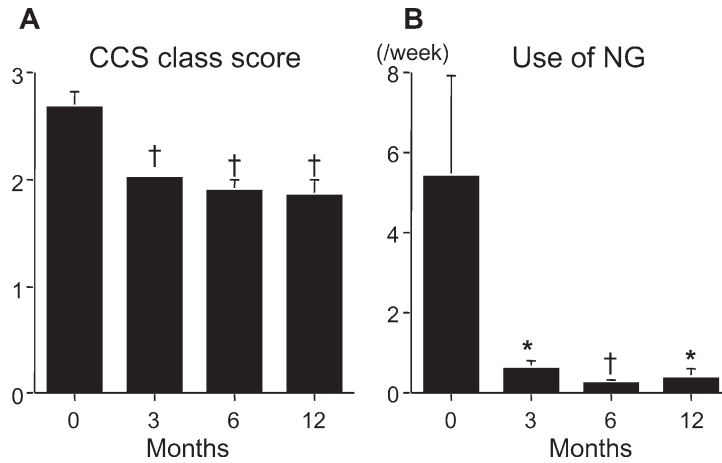 A
CCS class score
3
2
1
0
†
†
†
0 3 6 12
Months
B
(/week)
Use of NG
8
6
4
2
0
*
†
*
0 3 6 12
Months